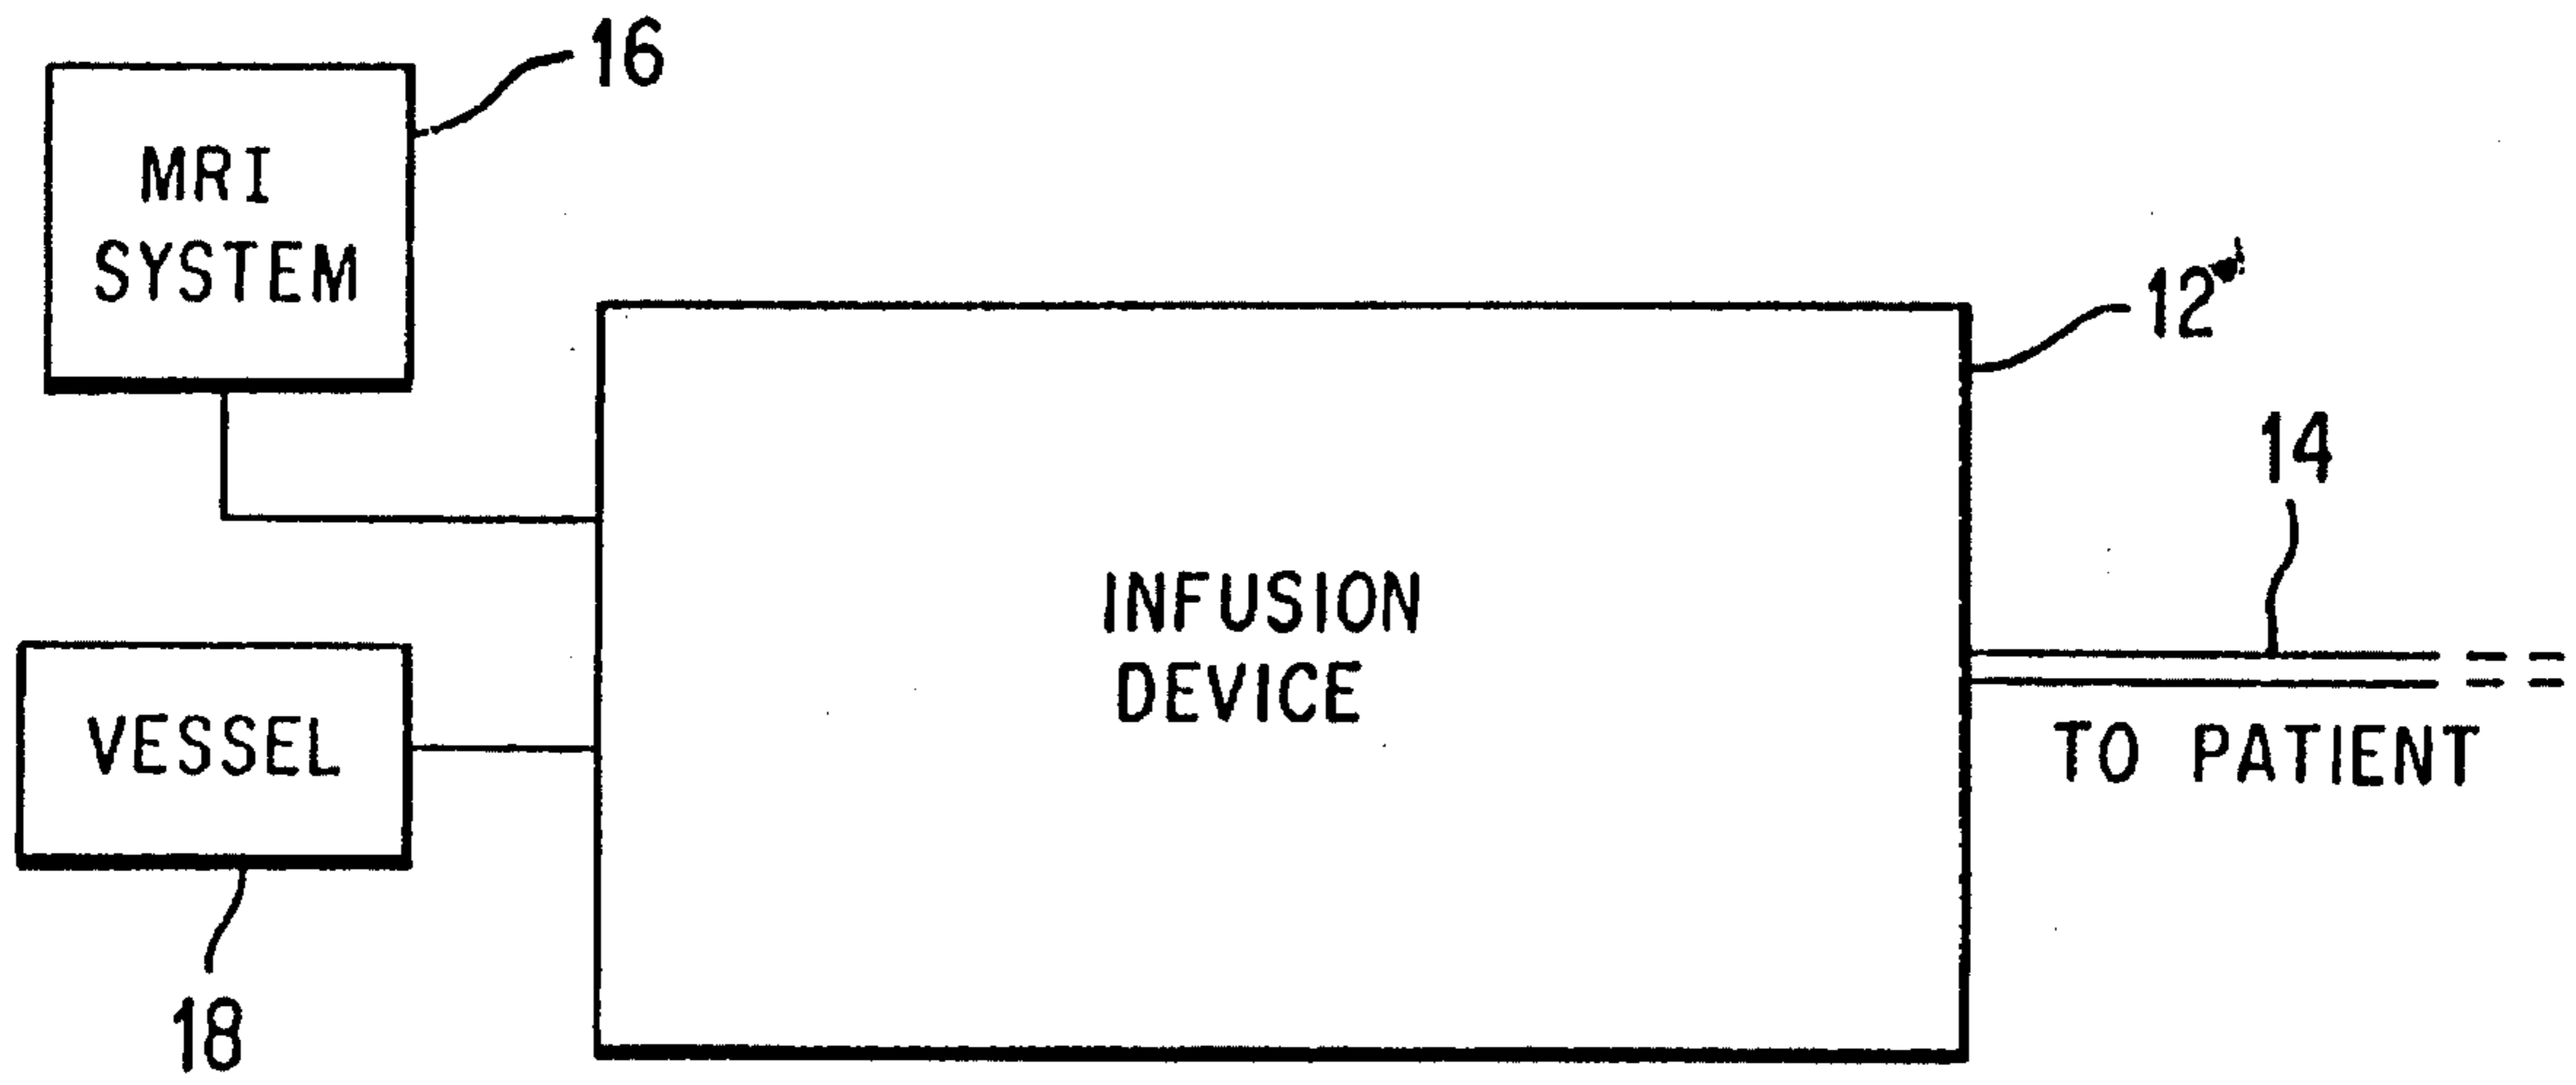 16
MRI
SYSTEM
12
14
INFUSION
DEVICE
VESSEL
TO PATIENT
18